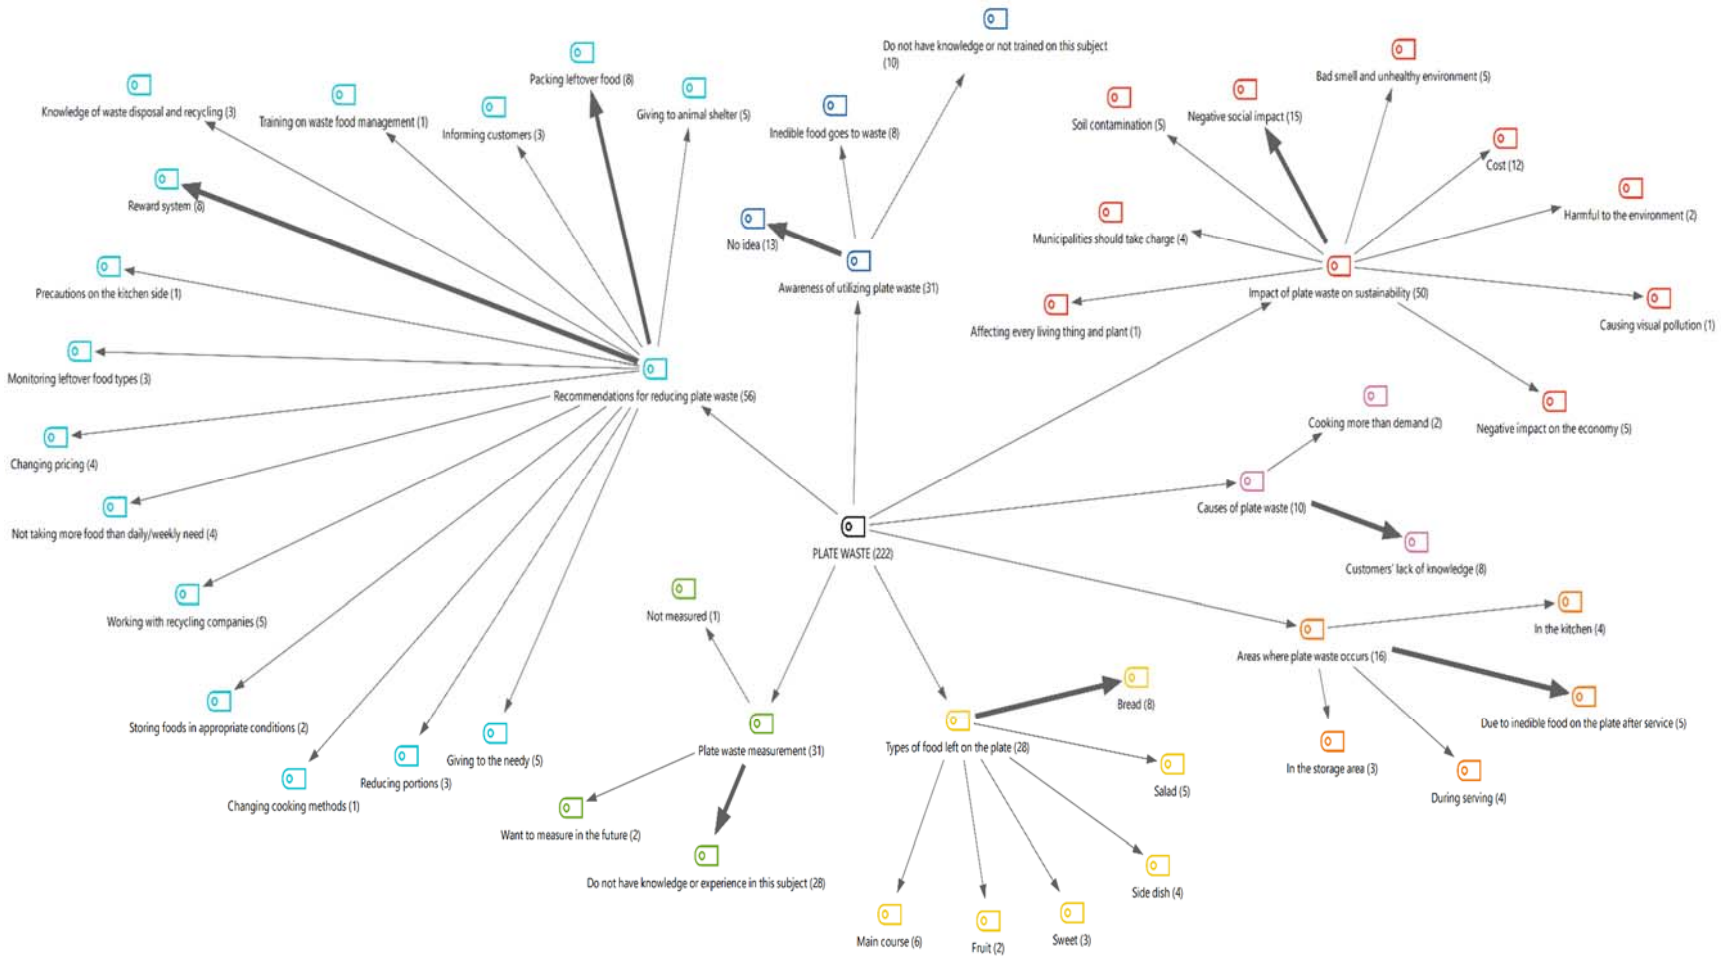 Do not have knowledge or not trained on this subject
(10)
Packing leftover food (8)
Bad smell and unhealthy environment (5)
Knowledge of waste disposal and recycling (3)
Training on waste food management (1)
Informing customers (3)
Giving to animal shelter (5)
Inedible food goes to waste (8)
Soil contamination (5)
Negative social impact (15)
Cost (12)
Reward system (8)
No idea (13)
Municipalities should take charge (4)
Harmful to the environment (2)
Precautions on the kitchen side (1)
Awareness of utilizing plate waste (31)
Impact of plate waste on sustainability (50)
Affecting every living thing and plant (1)
Causing visual pollution (1)
Monitoring leftover food types (3)
Recommendations for reducing plate waste (56)
Cooking more than demand (2)
Negative impact on the economy (5)
Changing pricing (4)
Causes of plate waste (10)
Not taking more food than daily/weekly need (4)
PLATE WASTE (222)
Customers' lack of knowledge (8)
Working with recycling companies (5)
Not measured (1)
In the kitchen (4)
Areas where plate waste occurs (16)
Bread (8)
Due to inedible food on the plate after service (5)
Storing foods in appropriate conditions (2)
Giving to the needy (5)
Plate waste measurement (31)
Types of food left on the plate (28)
In the storage area (3)
Reducing portions (3)
Salad (5)
During serving (4)
Changing cooking methods (1)
Want to measure in the future (2)
Do not have knowledge or experience in this subject (28)
Side dish (4)
Main course (6)
Fruit (2)
Sweet (3)